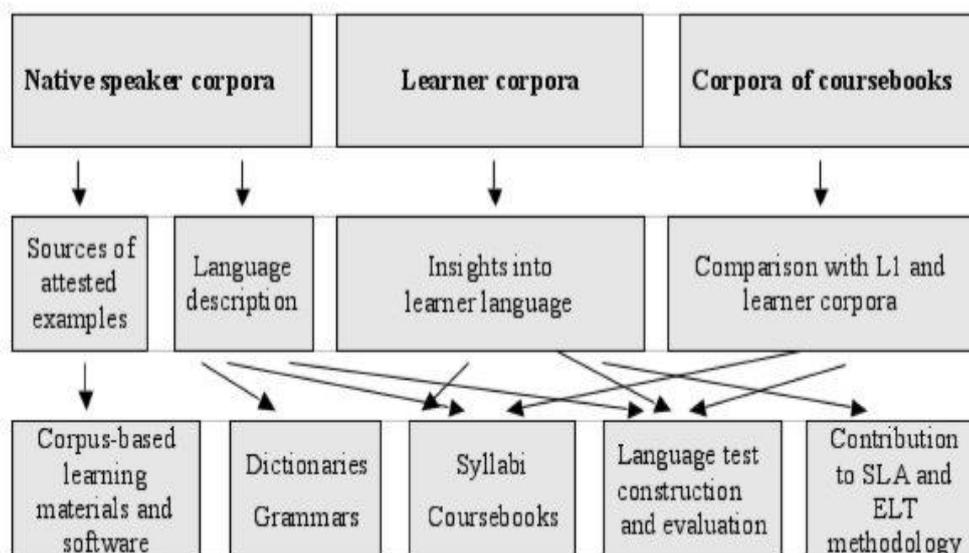 Native speaker corpora
Learner corpora
Corpora of coursebooks
Sources of
attested
examples
Language
description
Insights into
learner language
Comparison with L1 and
learner corpora
Corpus-based
learning
materials and
software
Dictionaries
Grammars
Syllabi
Coursebooks
Language test
construction
and evaluation
Contribution
to SLA and
ELT
methodology